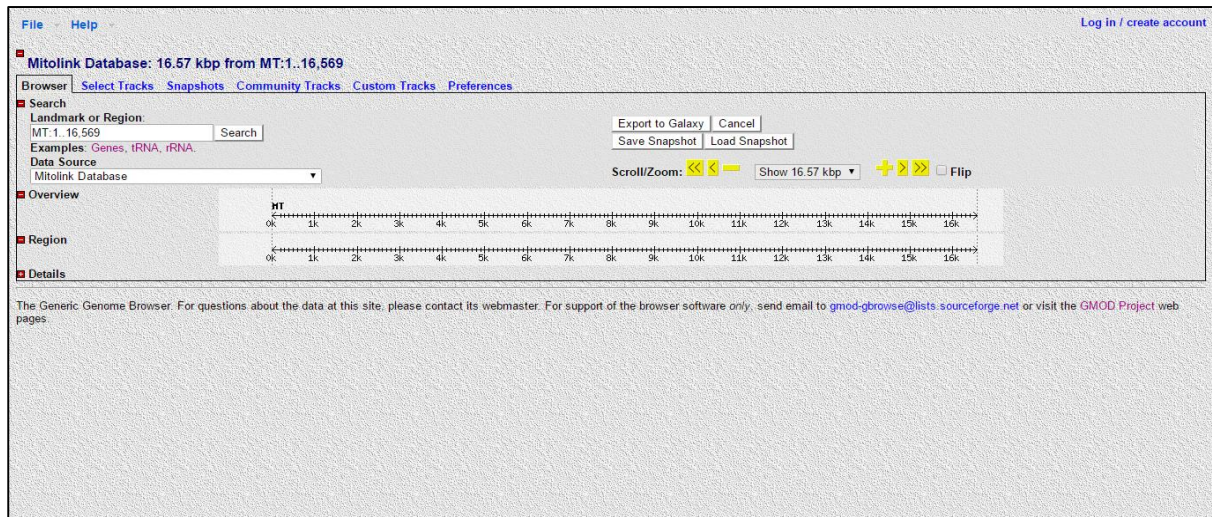 File Help
Log in / create account
Mitolink Database: 16.57 kbp from MT:1..16,569
Browser Select Tracks Snapshots Community Tracks Custom Tracks Preferences
Search
Landmark or Region:
MT:1..16,569 Search
Examples: Genes, tRNA, rRNA.
Data Source
Mitolink Database
Export to Galaxy Cancel
Save Snapshot Load Snapshot
Scroll/Zoom: << < Show 16.57 kbp > >> Flip
Overview
MT
0k 1k 2k 3k 4k 5k 6k 7k 8k 9k 10k 11k 12k 13k 14k 15k 16k
Region
0k 1k 2k 3k 4k 5k 6k 7k 8k 9k 10k 11k 12k 13k 14k 15k 16k
Details
The Generic Genome Browser. For questions about the data at this site, please contact its webmaster. For support of the browser software only, send email to gmod-gbrowse@lists.sourceforge.net or visit the GMOD Project web
pages.